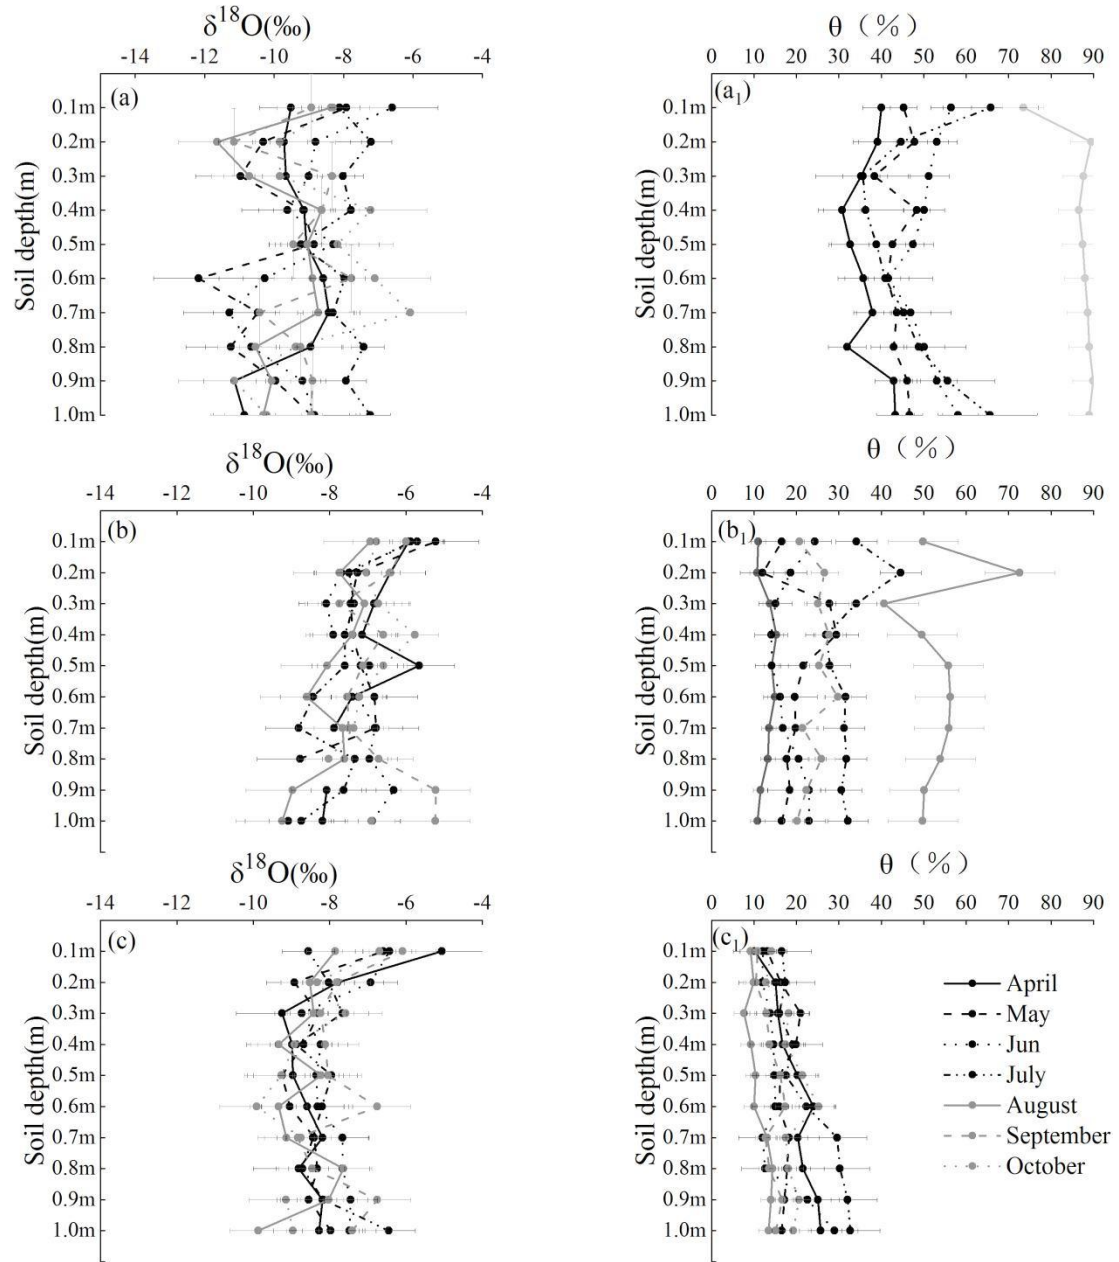 δ18O(‰)
-14 -12 -10 -8 -6 -4
(a)
Soil depth(m)
0.1m
0.2m
0.3m
0.4m
0.5m
0.6m
0.7m
0.8m
0.9m
1.0m
θ（%）
0 10 20 30 40 50 60 70 80 90
(a1)
Soil depth(m)
0.1m
0.2m
0.3m
0.4m
0.5m
0.6m
0.7m
0.8m
0.9m
1.0m
δ18O(‰)
-14 -12 -10 -8 -6 -4
(b)
Soil depth(m)
0.1m
0.2m
0.3m
0.4m
0.5m
0.6m
0.7m
0.8m
0.9m
1.0m
θ（%）
0 10 20 30 40 50 60 70 80 90
(b1)
Soil depth(m)
0.1m
0.2m
0.3m
0.4m
0.5m
0.6m
0.7m
0.8m
0.9m
1.0m
δ18O(‰)
-14 -12 -10 -8 -6 -4
(c)
Soil depth(m)
0.1m
0.2m
0.3m
0.4m
0.5m
0.6m
0.7m
0.8m
0.9m
1.0m
θ（%）
0 10 20 30 40 50 60 70 80 90
(c1)
Soil depth(m)
0.1m
0.2m
0.3m
0.4m
0.5m
0.6m
0.7m
0.8m
0.9m
1.0m
April
May
Jun
July
August
September
October